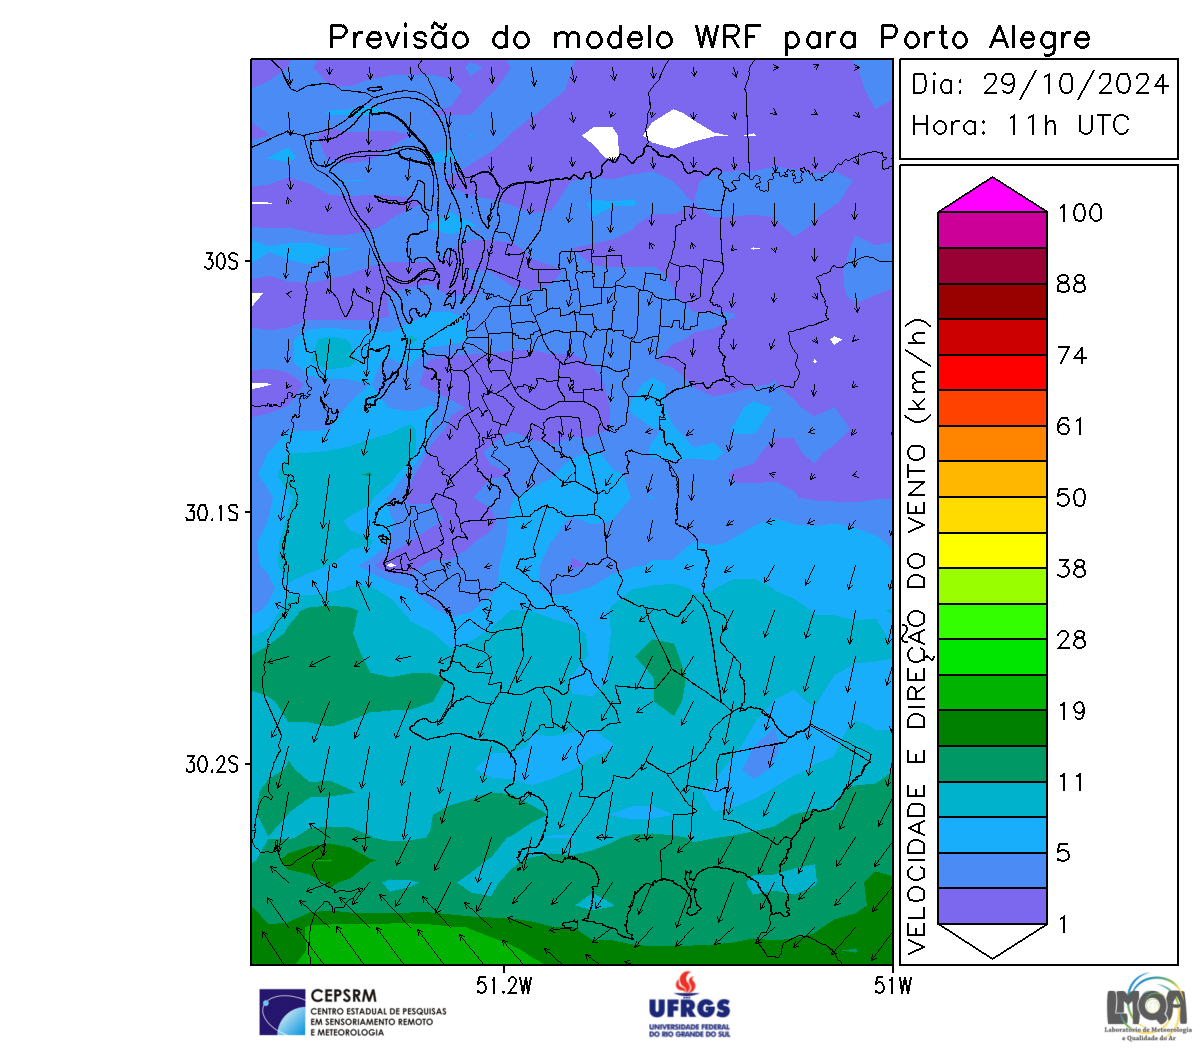 Previsão do modelo WRF para Porto Alegre
Dia: 29/10/2024
Hora: 11h UTC
30S
30.1S
30.2S
51.2W
51W
VELOCIDADE E DIREÇÃO DO VENTO (km/h)
100
88
74
61
50
38
28
19
11
5
1
CEPSRM
CENTRO ESTADUAL DE PESQUISAS
EM SENSORIAMENTO REMOTO
E METEOROLOGIA
UFRGS
UNIVERSIDADE FEDERAL
DO RIO GRANDE DO SUL
LMQA
Laboratório de Meteorologia
e Qualidade do Ar